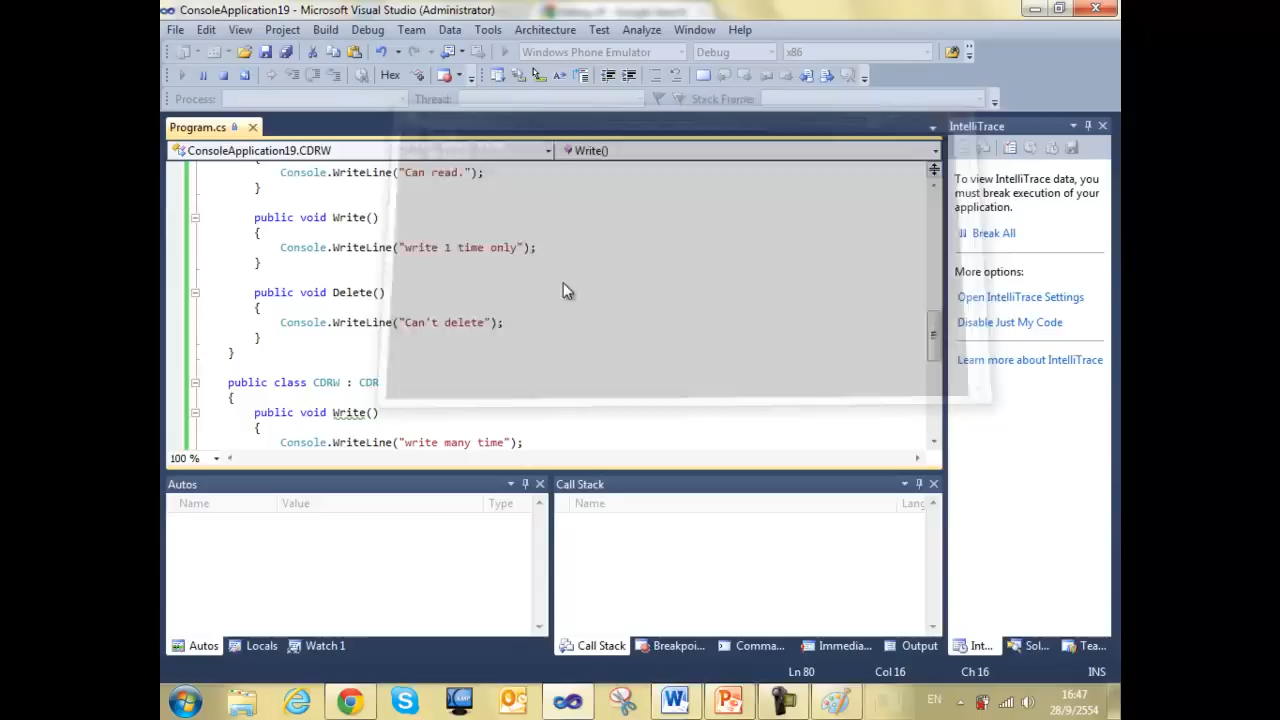 ConsoleApplication19 - Microsoft Visual Studio (Administrator)
File Edit View Project Build Debug Team Data Tools Architecture Test Analyze Window Help
Windows Phone Emulator Debug x86
Hex
Process: Thread: Stack Frame:
Program.cs
IntelliTrace
ConsoleApplication19.CDRW Write()
Console.WriteLine("Can read.");
}
public void Write()
{
Console.WriteLine("write 1 time only");
}
public void Delete()
{
Console.WriteLine("Can't delete");
}
}
public class CDRW : CDR
{
public void Write()
{
Console.WriteLine("write many time");
100 %
To view IntelliTrace data, you
must break execution of your
application.
Break All
More options:
Open IntelliTrace Settings
Disable Just My Code
Learn more about IntelliTrace
Autos
Name Value Type
Call Stack
Name Lang
Autos Locals Watch 1
Call Stack Breakpoi... Comma... Immedia... Output
Int... Sol... Tea...
Ln 80 Col 16 Ch 16 INS
EN
16:47
28/9/2554